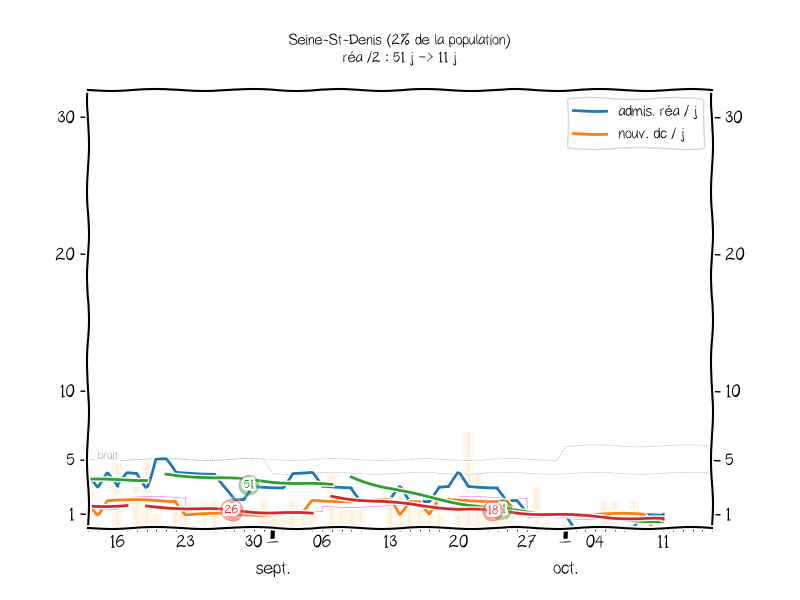 Seine-St-Denis (2% de la population)
réa /2 : 51 j -> 11 j
admis. réa / j
nouv. dc / j
30 30
20 20
10 10
5 5
1 1
bruit
51
26
18
16 23 30 06 13 20 27 04 11
sept. oct.